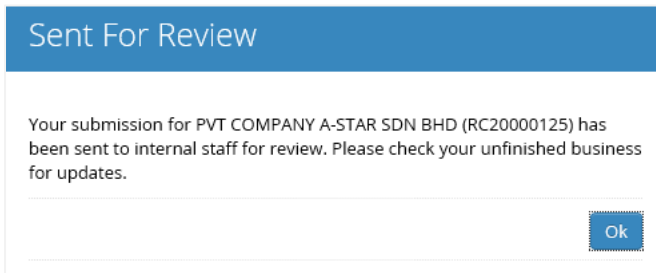 Sent For Review
Your submission for PVT COMPANY A-STAR SDN BHD (RC20000125) has
been sent to internal staff for review. Please check your unfinished business
for updates.
Ok